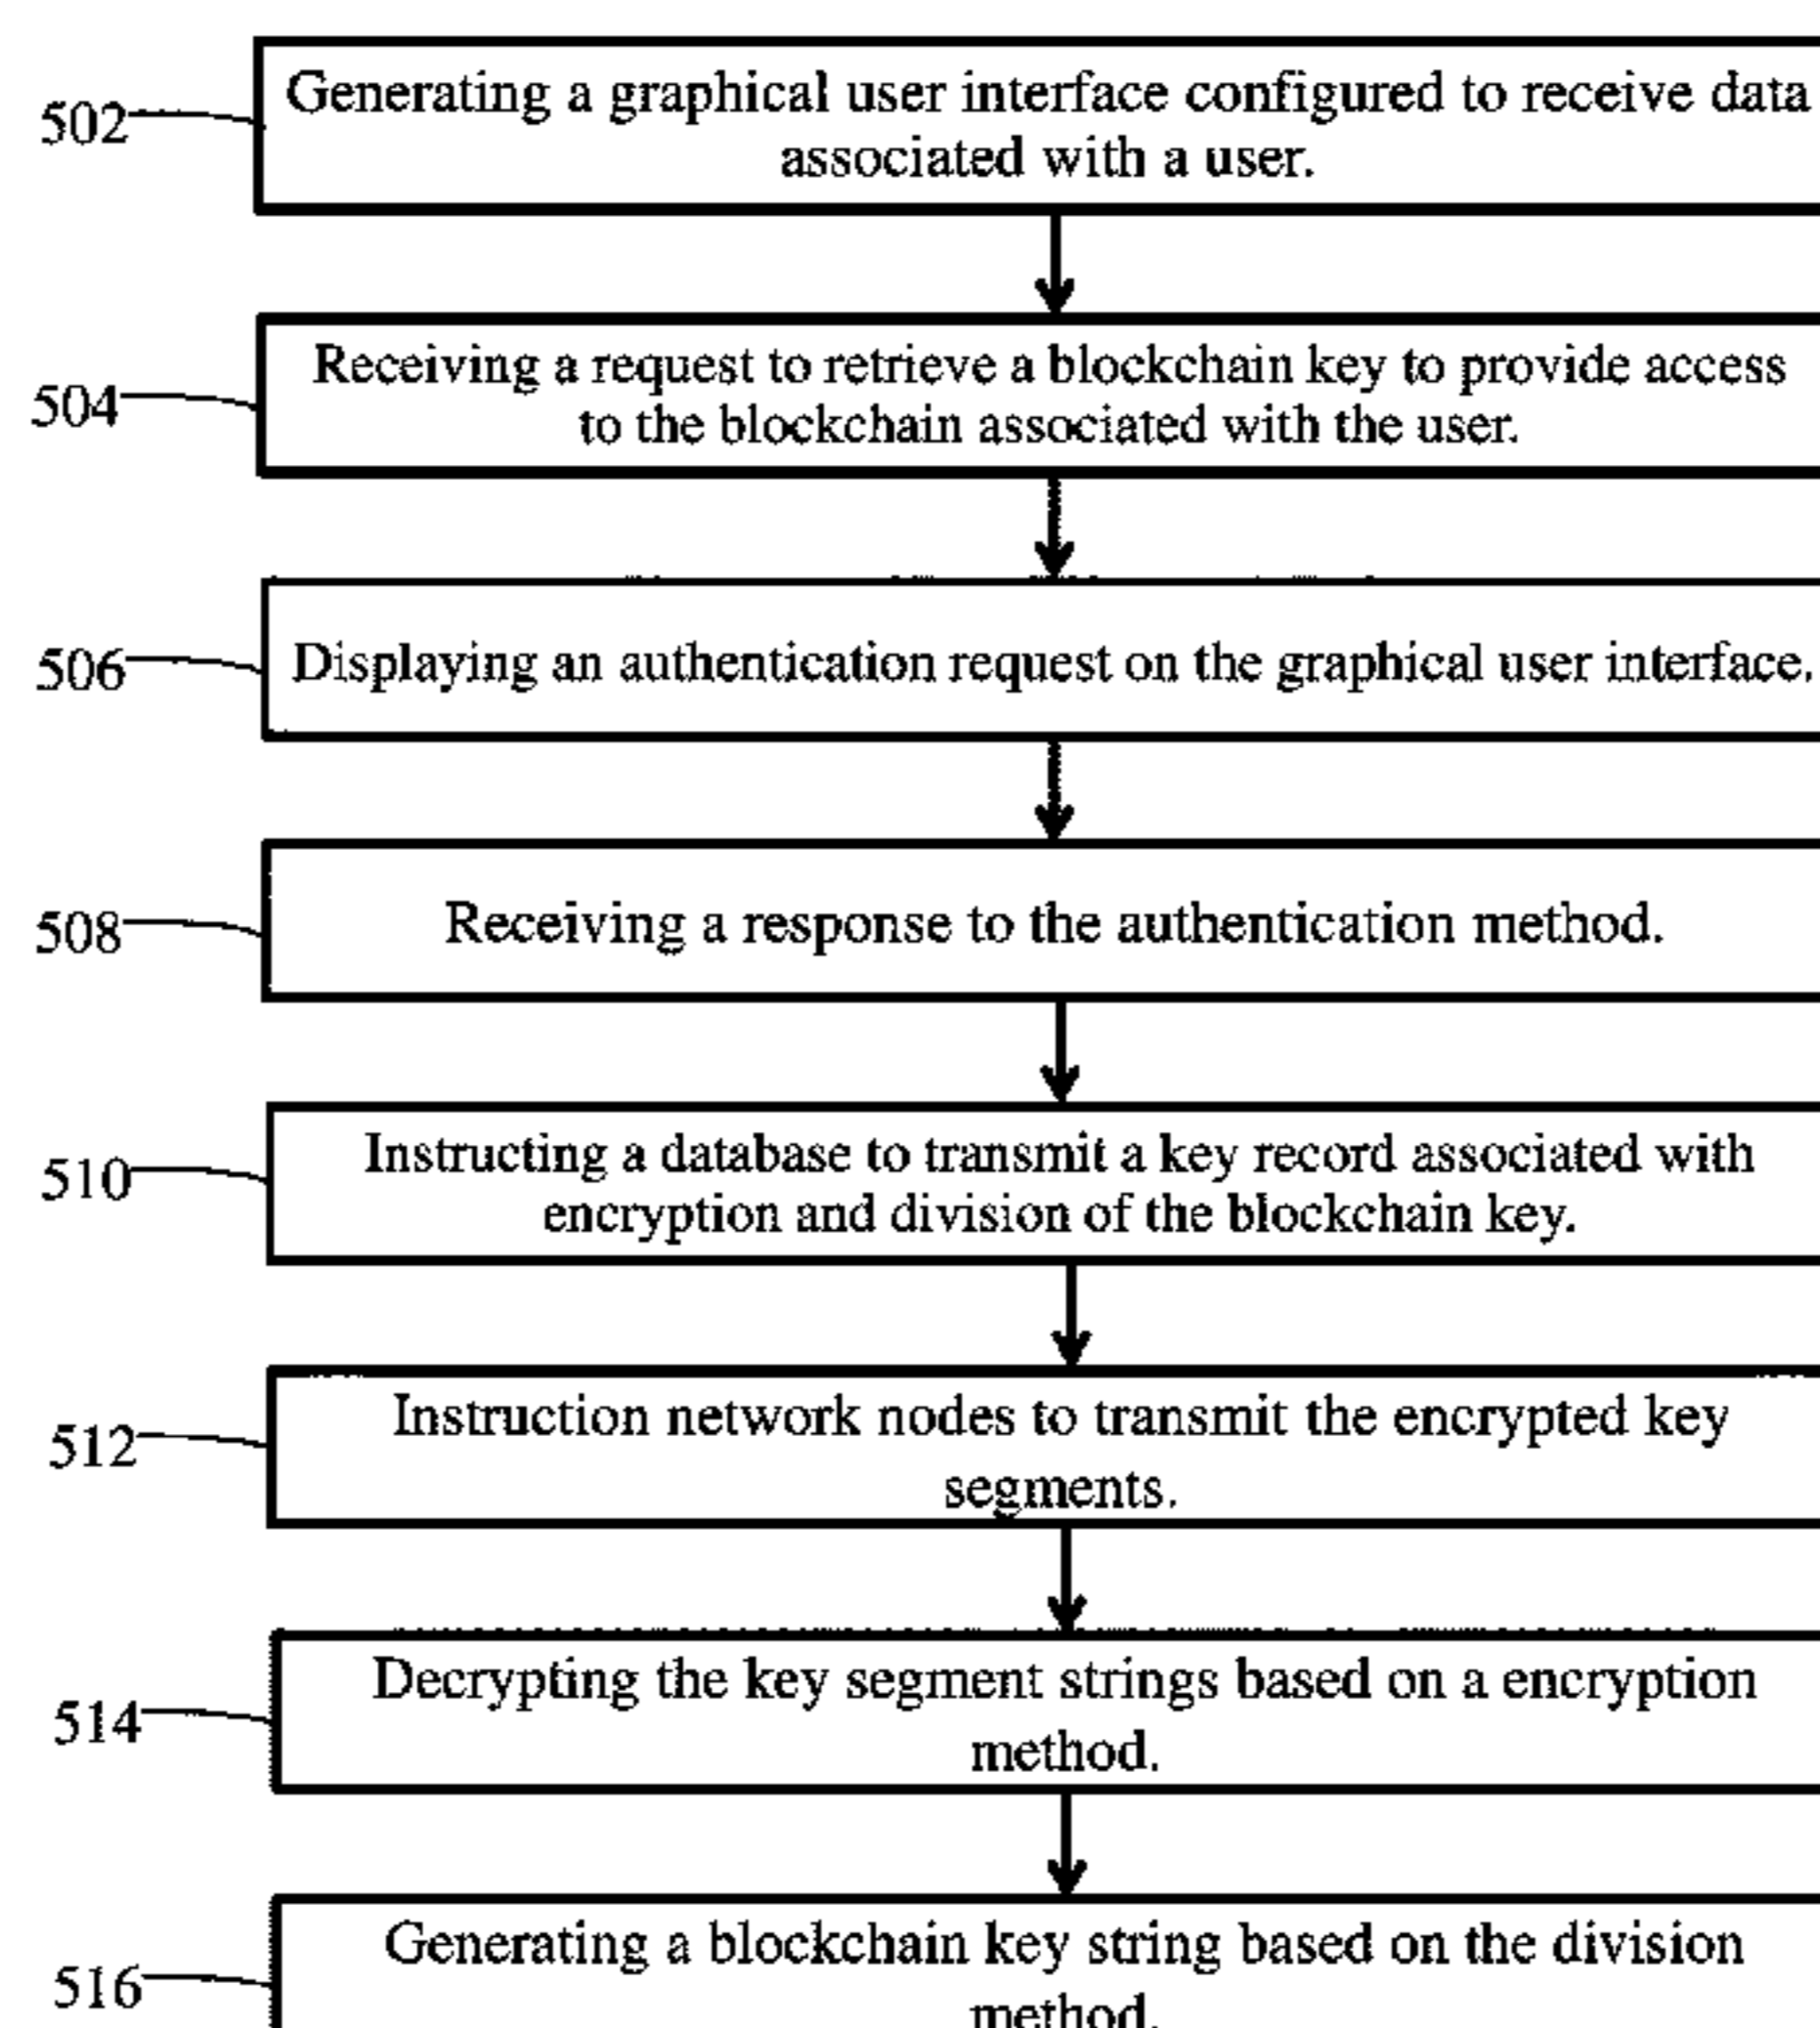 502
Generating a graphical user interface configured to receive data
associated with a user.
504
Receiving a request to retrieve a blockchain key to provide access
to the blockchain associated with the user.
506
Displaying an authentication request on the graphical user interface.
508
Receiving a response to the authentication method.
510
Instructing a database to transmit a key record associated with
encryption and division of the blockchain key.
512
Instruction network nodes to transmit the encrypted key
segments.
514
Decrypting the key segment strings based on a encryption
method.
516
Generating a blockchain key string based on the division
method.